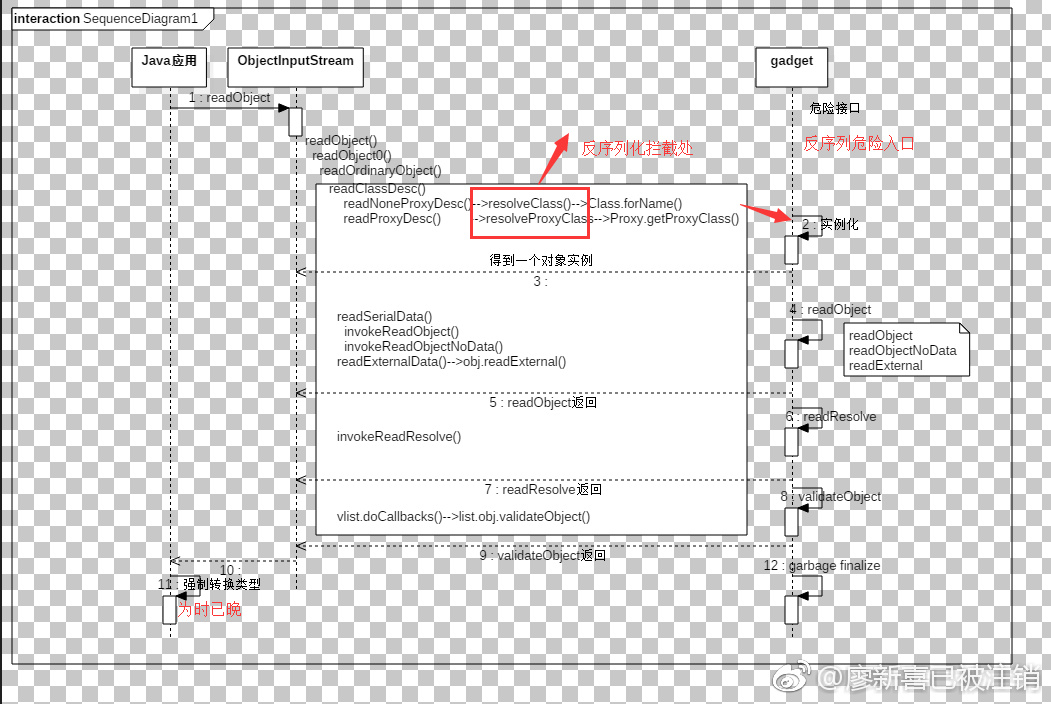 interaction SequenceDiagram1
Java应用
ObjectInputStream
gadget
1 : readObject
危险接口
readObject()
反序列化拦截处
反序列危险入口
readObject0()
readOrdinaryObject()
readClassDesc()
readNoneProxyDesc()-->resolveClass()-->Class.forName()
readProxyDesc() ->resolveProxyClass-->Proxy.getProxyClass()
2 : 实例化
得到一个对象实例
3 :
4 : readObject
readSerialData()
invokeReadObject()
invokeReadObjectNoData()
readExternalData()-->obj.readExternal()
readObject
readObjectNoData
readExternal
5 : readObject返回
6 : readResolve
invokeReadResolve()
7 : readResolve返回
8 : validateObject
vlist.doCallbacks()-->list.obj.validateObject()
9 : validateObject返回
10 :
12 : garbage finalize
11 : 强制转换类型
为时已晚
@廖新喜已被注销